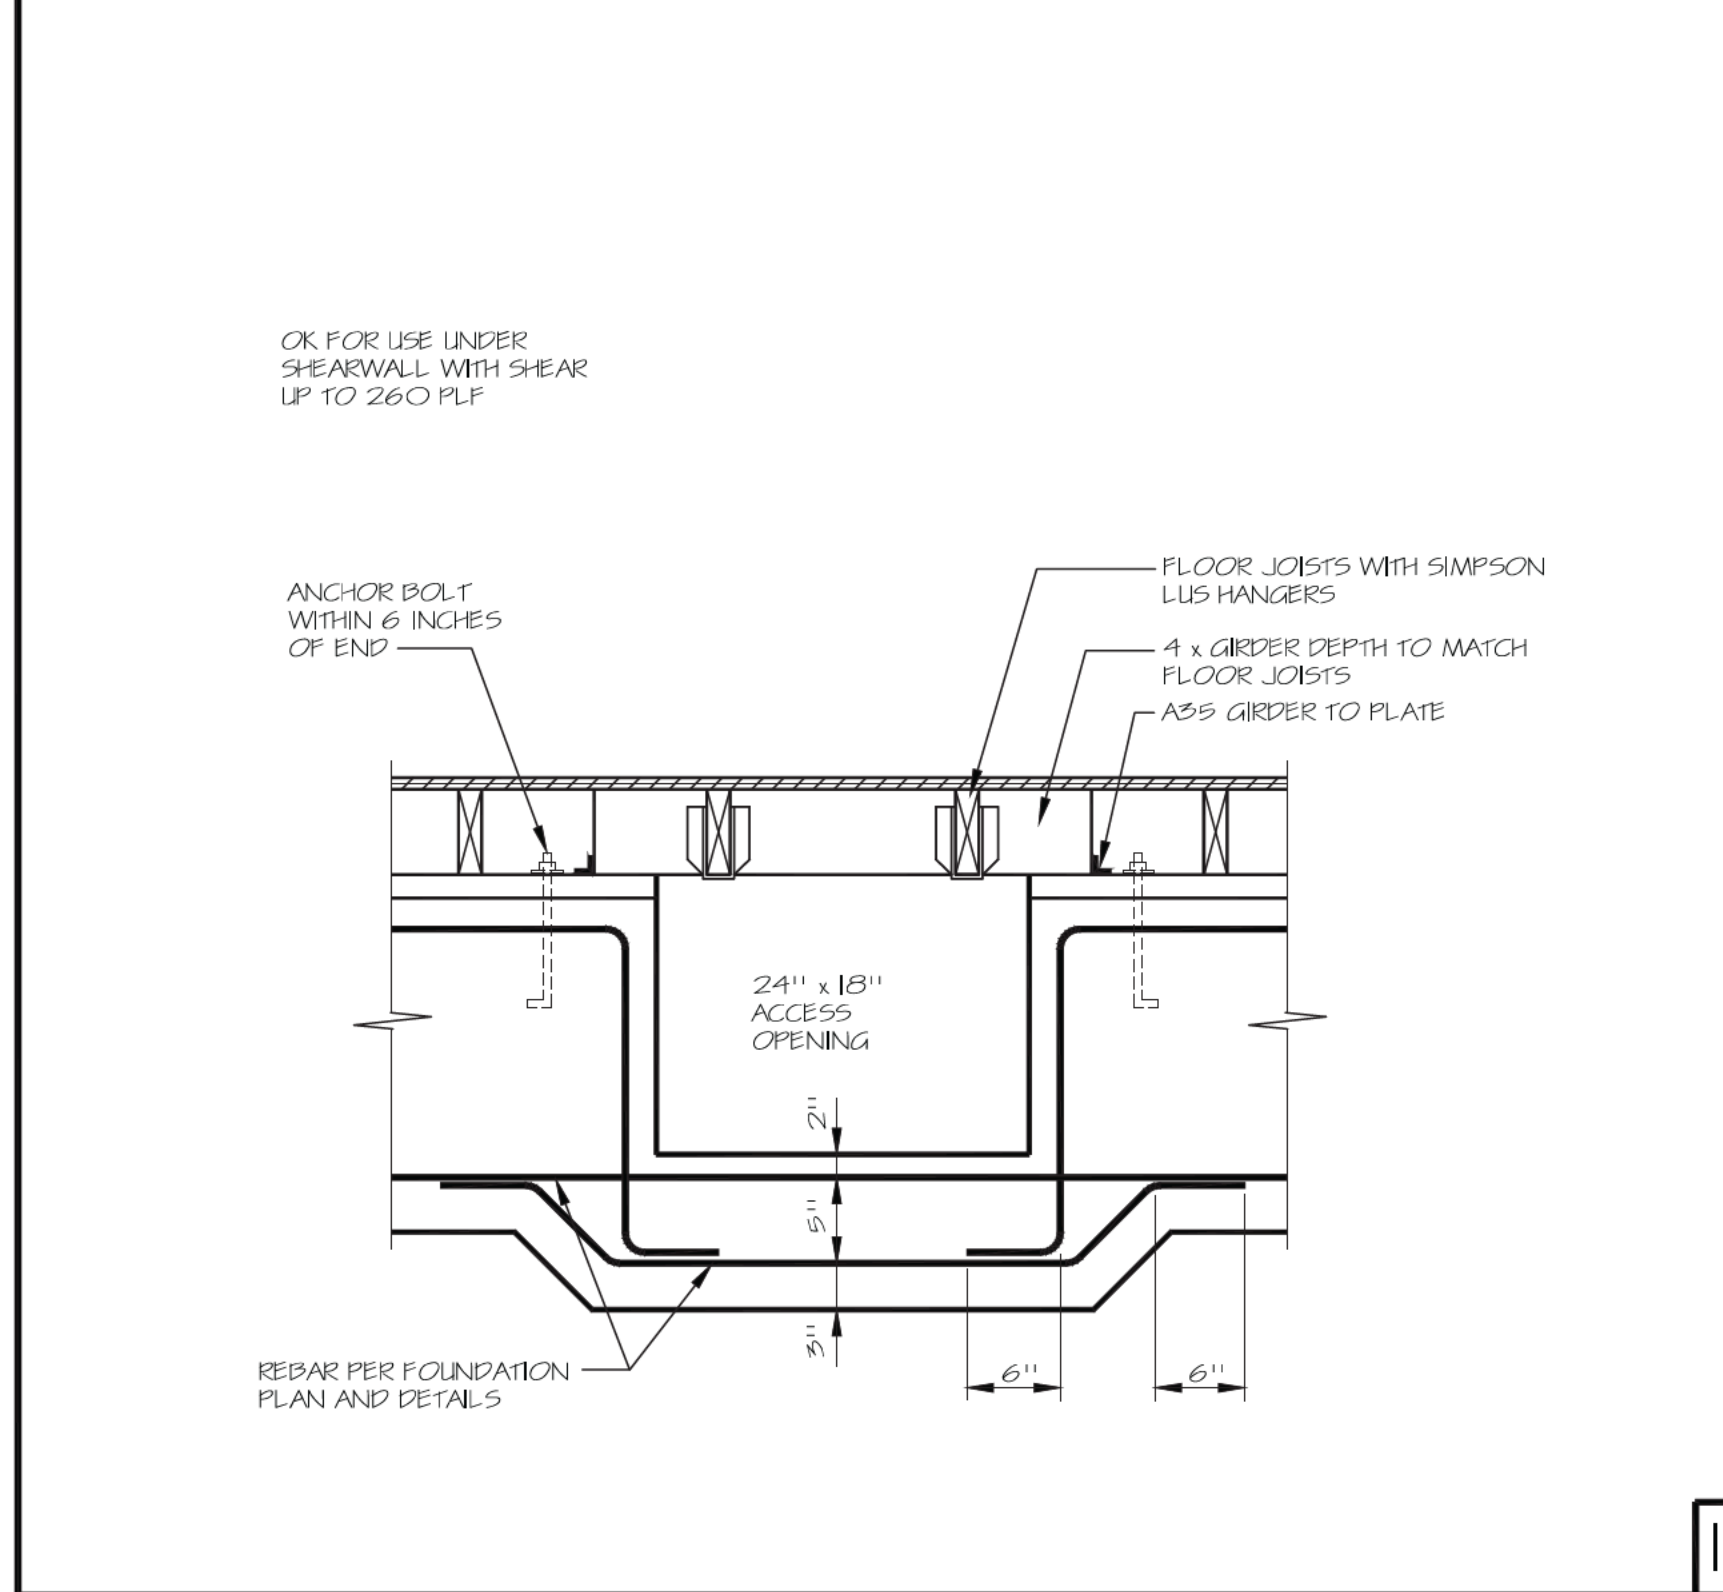 OK FOR USE UNDER
SHEARWALL WITH SHEAR
UP TO 260 PLF
ANCHOR BOLT
WITHIN 6 INCHES
OF END
FLOOR JOISTS WITH SIMPSON
LUS HANGERS
4 x GIRDER DEPTH TO MATCH
FLOOR JOISTS
A35 GIRDER TO PLATE
24" x 18"
ACCESS
OPENING
2"
5"
3"
6"
6"
REBAR PER FOUNDATION
PLAN AND DETAILS